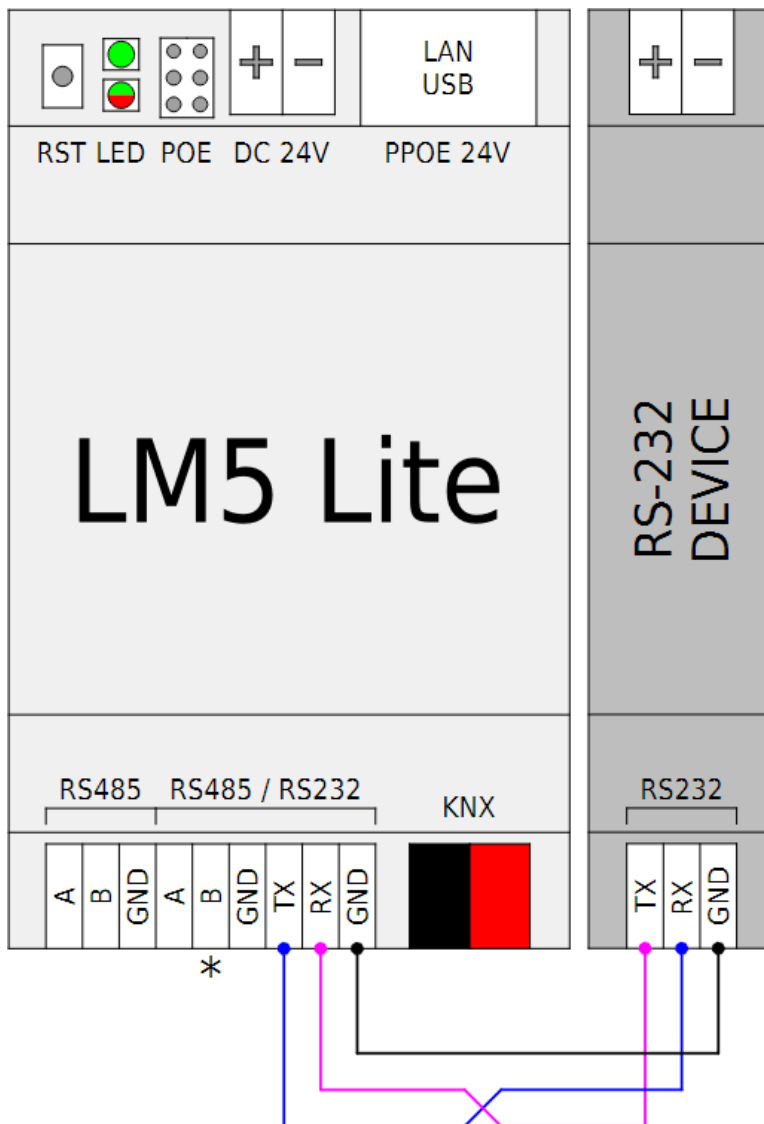 LAN
USB
+ −
+ −
RST LED POE DC 24V PPOE 24V
LM5 Lite
RS-232
DEVICE
RS485 RS485 / RS232 KNX RS232
A B GND A B GND TX RX GND TX RX GND
*